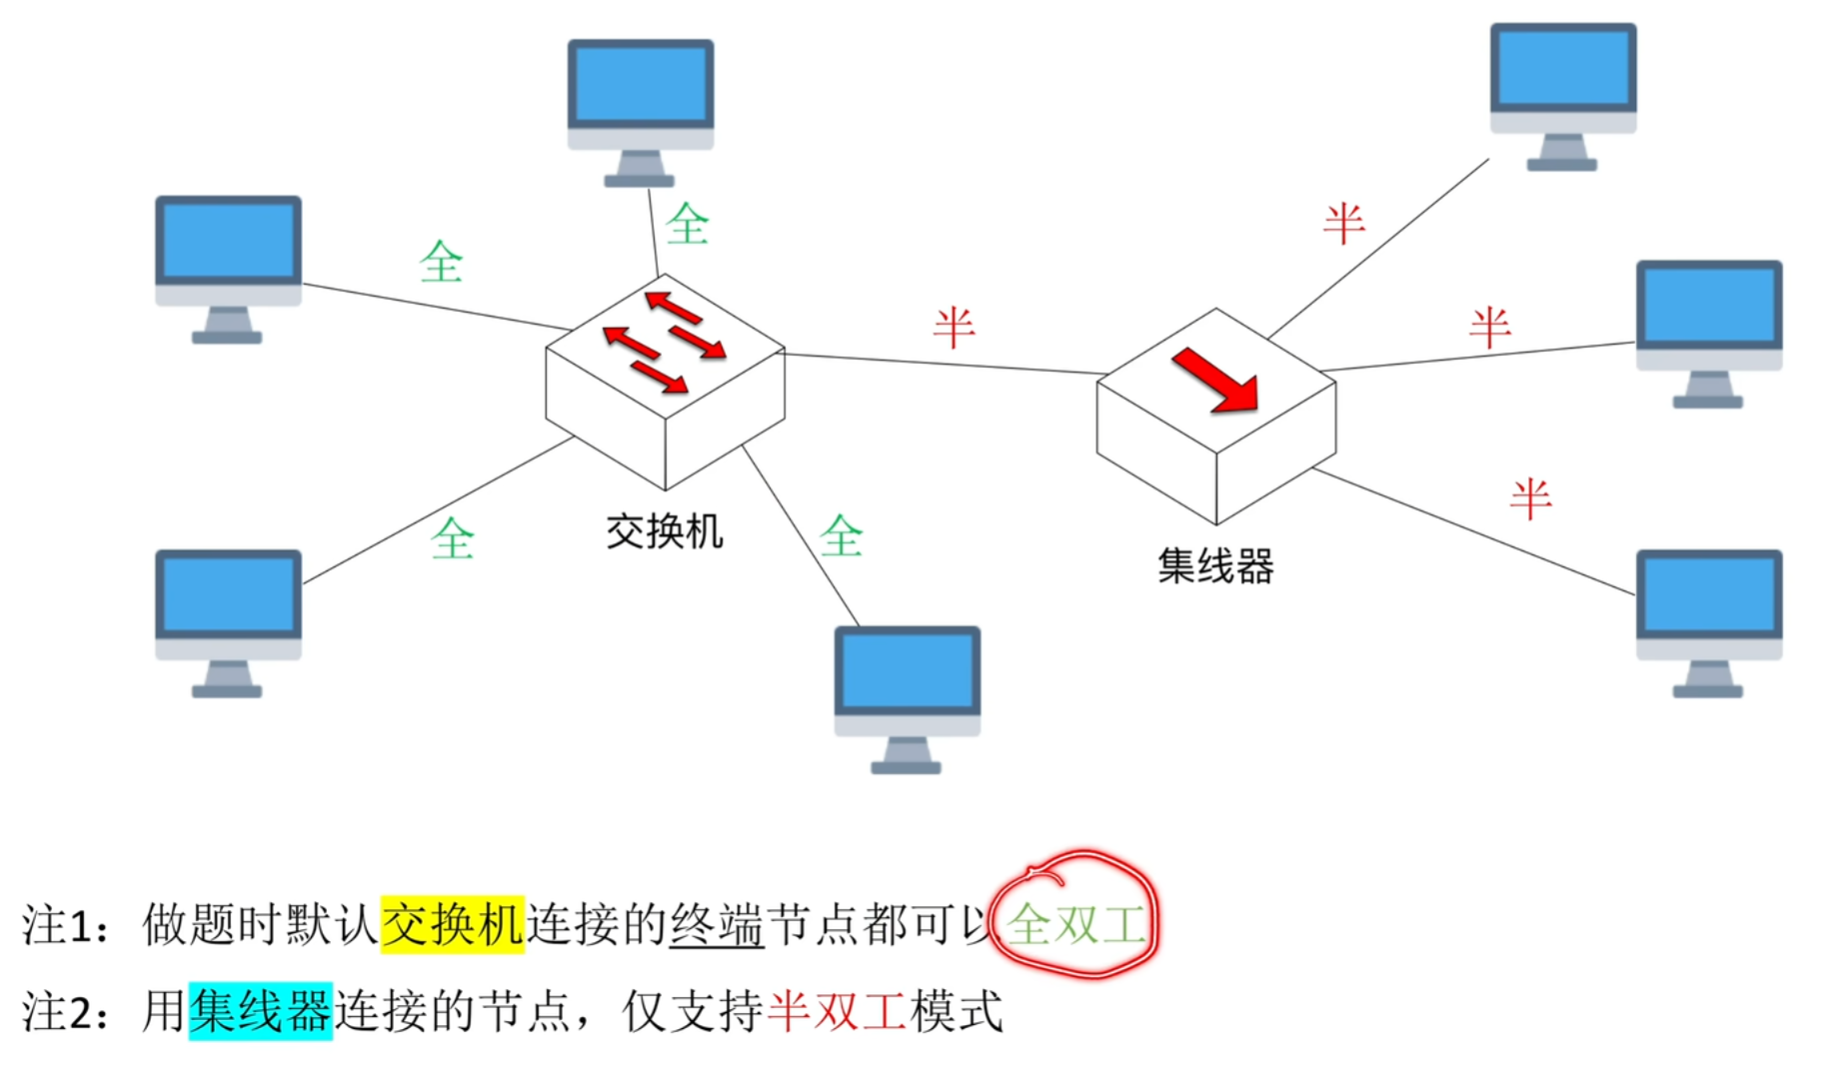 全
全
半
半
半
全
全
半
交换机
集线器
注1：做题时默认交换机连接的终端节点都可以全双工
注2：用集线器连接的节点，仅支持半双工模式